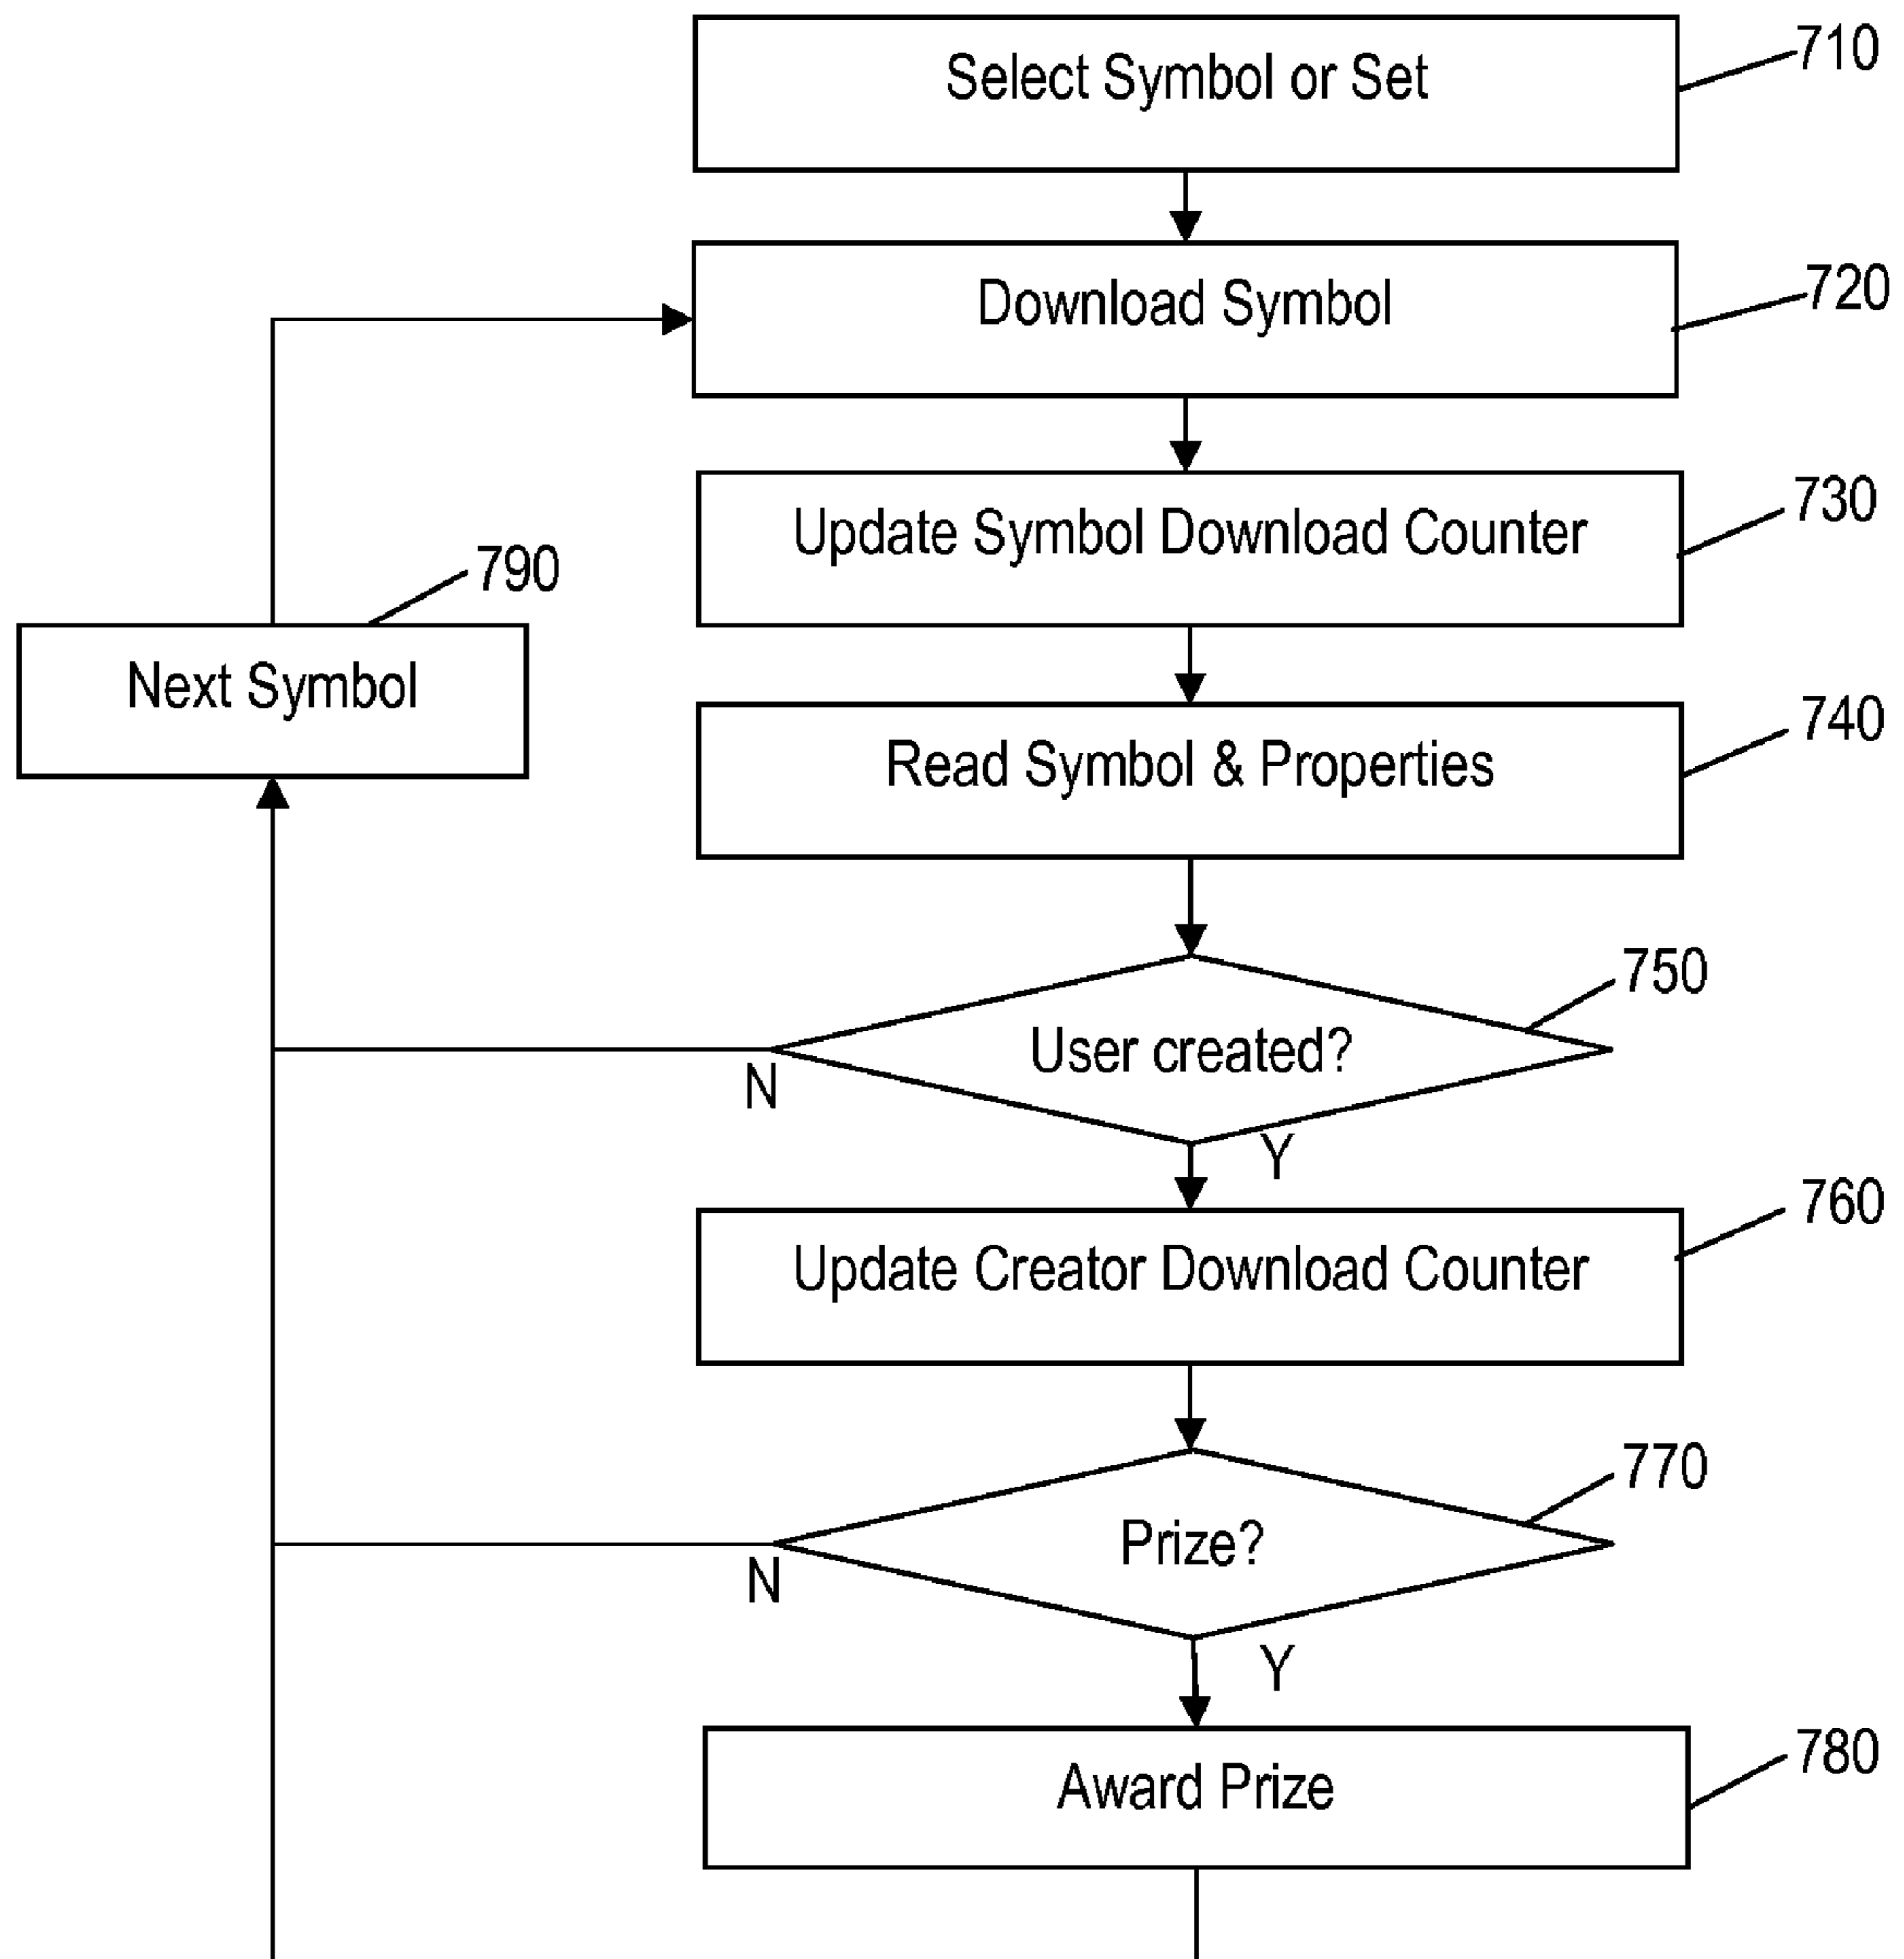 Select Symbol or Set
710
Download Symbol
720
Update Symbol Download Counter
730
790
Next Symbol
Read Symbol & Properties
740
750
User created?
N
Y
760
Update Creator Download Counter
770
Prize?
N
Y
780
Award Prize